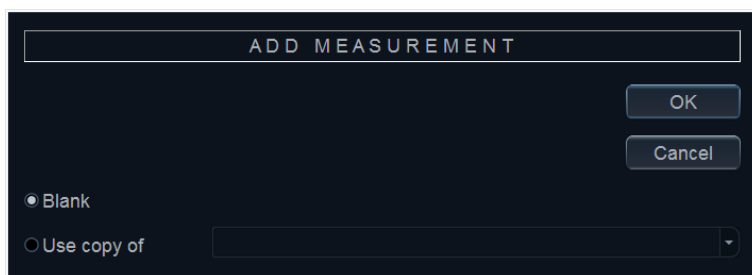 ADD MEASUREMENT
OK
Cancel
Blank
Use copy of